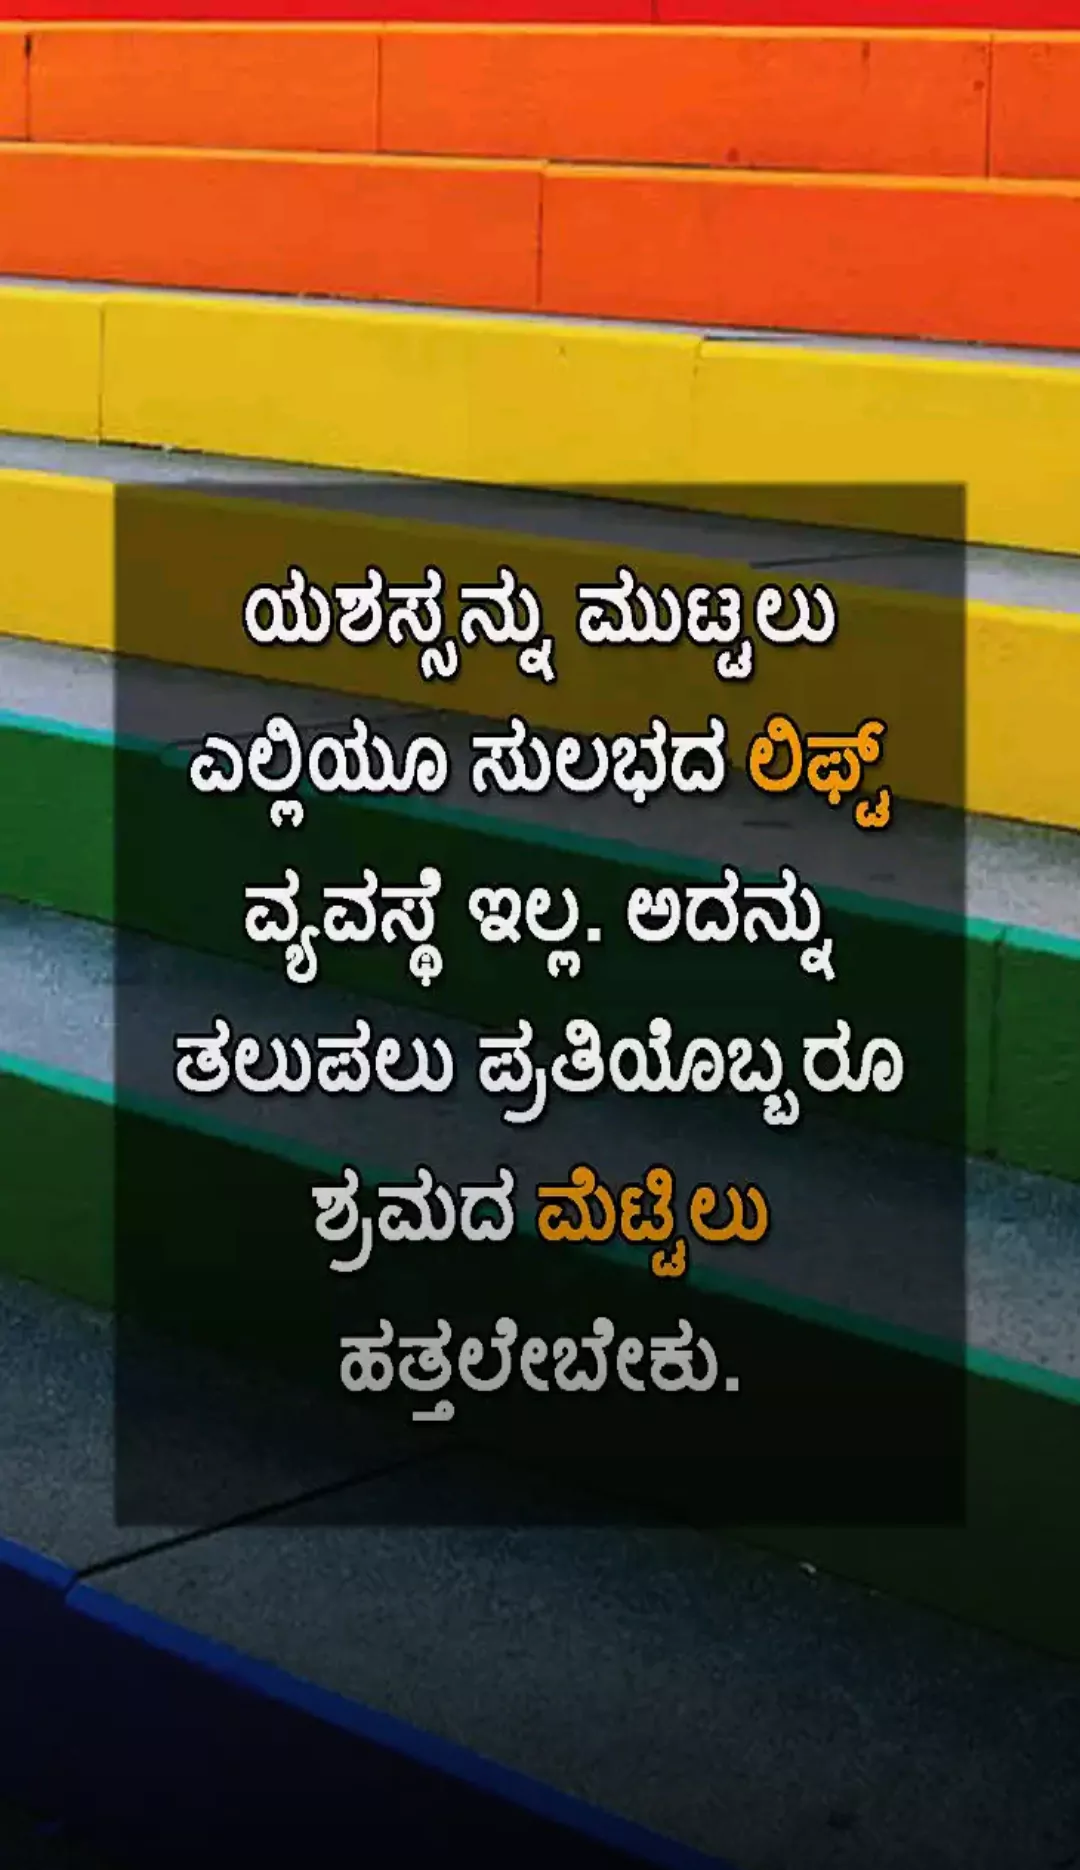 ಯಶಸ್ಸನ್ನು ಮುಟ್ಟಲು
ಎಲ್ಲಿಯೂ ಸುಲಭದ ಲಿಫ್ಟ್
ವ್ಯವಸ್ಥೆ ಇಲ್ಲ. ಅದನ್ನು
ತಲುಪಲು ಪ್ರತಿಯೊಬ್ಬರೂ
ಶ್ರಮದ ಮೆಟ್ಟಿಲು
ಹತ್ತಲೇಬೇಕು.